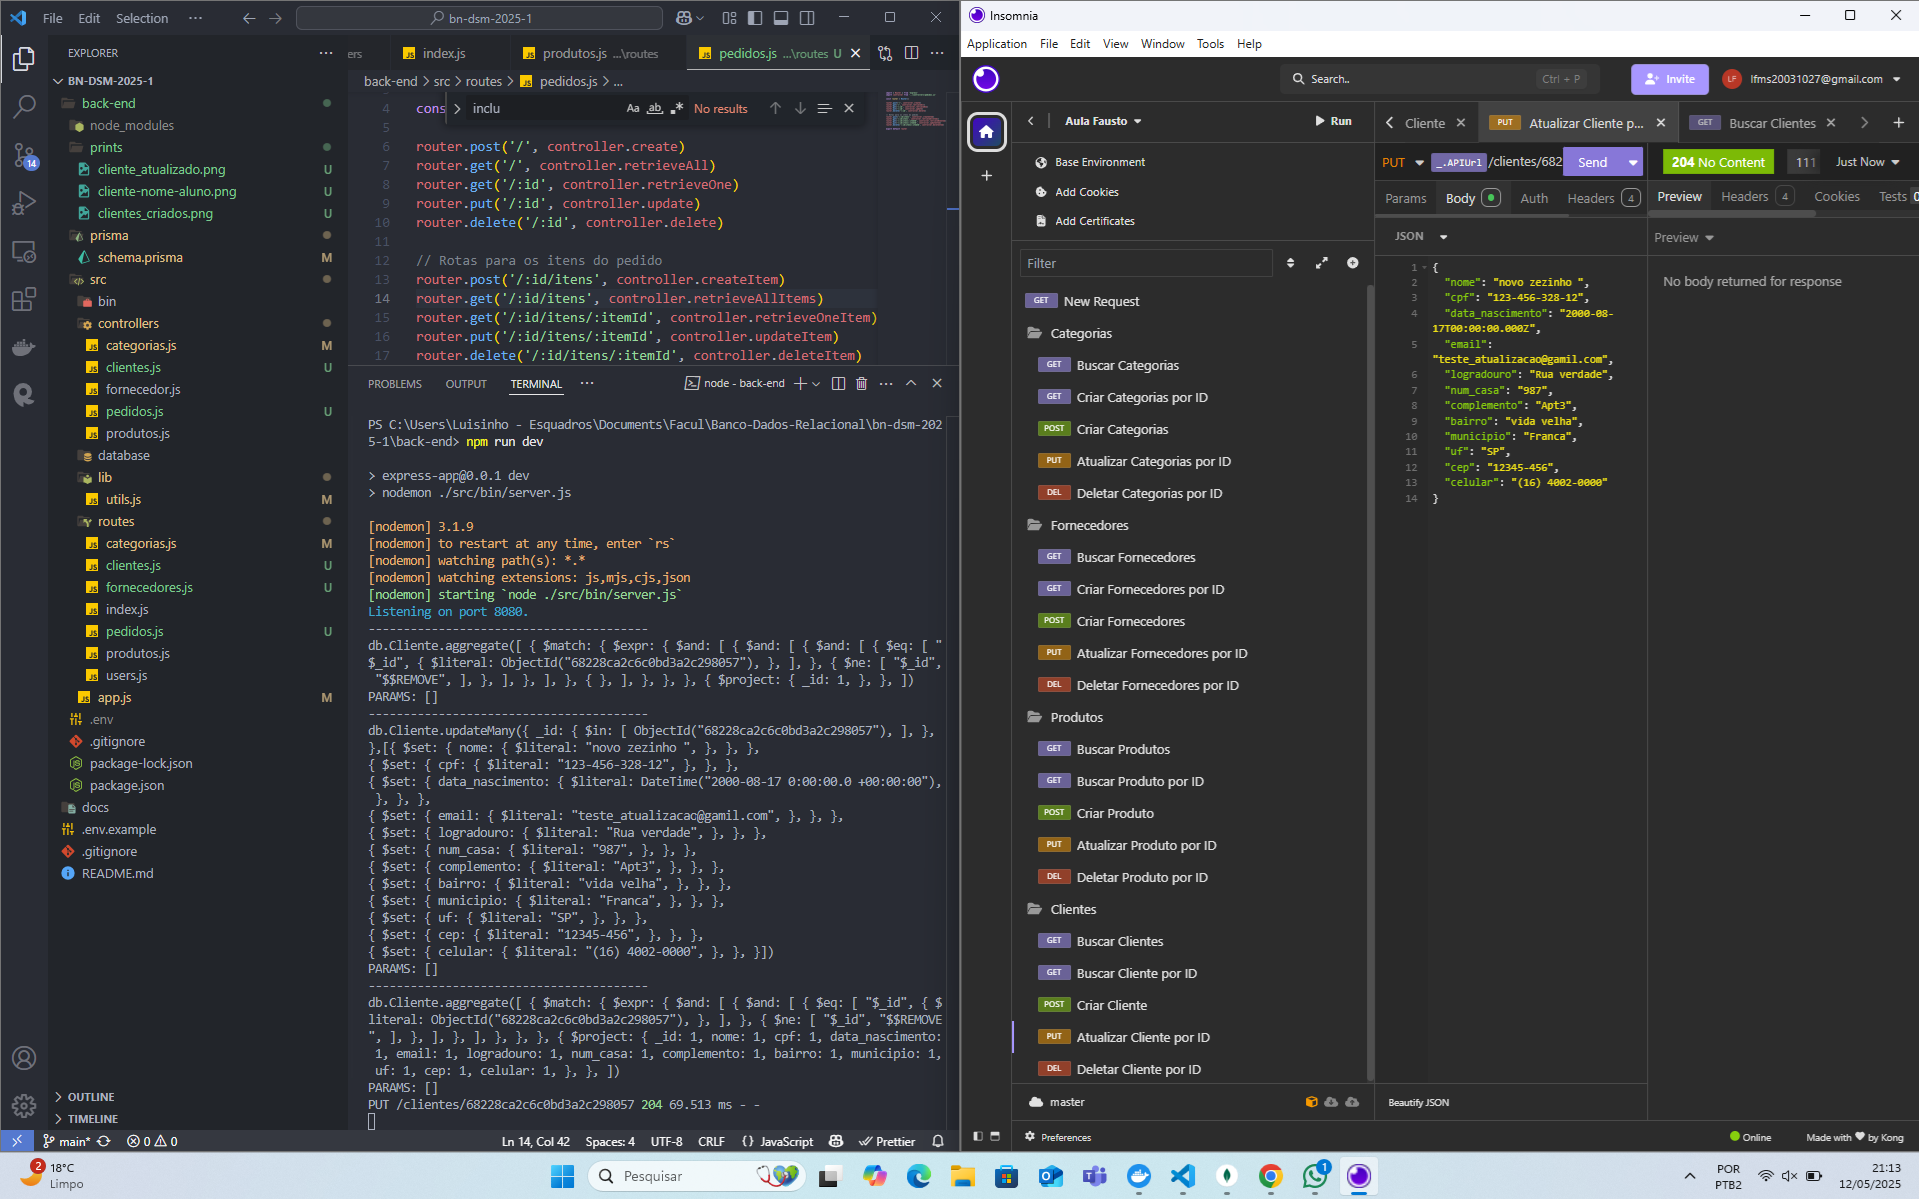 File Edit Selection
bn-dsm-2025-1
EXPLORER
BN-DSM-2025-1
back-end
node_modules
prints
cliente_atualizado.png U
cliente-nome-aluno.png U
clientes_criados.png U
prisma
schema.prisma M
src
bin
controllers
categorias.js M
clientes.js U
fornecedor.js
pedidos.js U
produtos.js
database
lib
utils.js M
routes
categorias.js M
clientes.js U
fornecedores.js U
index.js
pedidos.js U
produtos.js
users.js
app.js M
.env
.gitignore
package-lock.json
package.json
docs
.env.example
.gitignore
README.md
OUTLINE
TIMELINE
14
ers index.js produtos.js ...\routes pedidos.js ...\routes U
back-end > src > routes > pedidos.js > ...
inclu Aa ab No results
4 cons
5
6 router.post('/', controller.create)
7 router.get('/', controller.retrieveAll)
8 router.get('/:id', controller.retrieveOne)
9 router.put('/:id', controller.update)
10 router.delete('/:id', controller.delete)
11
12 // Rotas para os itens do pedido
13 router.post('/:id/itens', controller.createItem)
14 router.get('/:id/itens', controller.retrieveAllItems)
15 router.get('/:id/itens/:itemId', controller.retrieveOneItem)
16 router.put('/:id/itens/:itemId', controller.updateItem)
17 router.delete('/:id/itens/:itemId', controller.deleteItem)
PROBLEMS OUTPUT TERMINAL node - back-end
PS C:\Users\Luisinho - Esquadros\Documents\Facul\Banco-Dados-Relacional\bn-dsm-202
5-1\back-end> npm run dev
> express-app@0.0.1 dev
> nodemon ./src/bin/server.js
[nodemon] 3.1.9
[nodemon] to restart at any time, enter `rs`
[nodemon] watching path(s): *.*
[nodemon] watching extensions: js,mjs,cjs,json
[nodemon] starting `node ./src/bin/server.js`
Listening on port 8080.
----------------------------------------
db.Cliente.aggregate([ { $match: { $expr: { $and: [ { $and: [ { $and: [ { $eq: [ "
$_id", { $literal: ObjectId("68228ca2c6c0bd3a2c298057"), }, ], }, { $ne: [ "$_id",
"$$REMOVE", ], }, ], }, ], }, { }, ], }, }, }, { $project: { _id: 1, }, }, ])
PARAMS: []
----------------------------------------
db.Cliente.updateMany({ _id: { $in: [ ObjectId("68228ca2c6c0bd3a2c298057"), ], },
},[{ $set: { nome: { $literal: "novo zezinho ", }, }, },
{ $set: { cpf: { $literal: "123-456-328-12", }, }, },
{ $set: { data_nascimento: { $literal: DateTime("2000-08-17 0:00:00.0 +00:00:00"),
}, }, },
{ $set: { email: { $literal: "teste_atualizacao@gamil.com", }, }, },
{ $set: { logradouro: { $literal: "Rua verdade", }, }, },
{ $set: { num_casa: { $literal: "987", }, }, },
{ $set: { complemento: { $literal: "Apt3", }, }, },
{ $set: { bairro: { $literal: "vida velha", }, }, },
{ $set: { municipio: { $literal: "Franca", }, }, },
{ $set: { uf: { $literal: "SP", }, }, },
{ $set: { cep: { $literal: "12345-456", }, }, },
{ $set: { celular: { $literal: "(16) 4002-0000", }, }, }])
PARAMS: []
----------------------------------------
db.Cliente.aggregate([ { $match: { $expr: { $and: [ { $and: [ { $eq: [ "$_id", { $
literal: ObjectId("68228ca2c6c0bd3a2c298057"), }, ], }, { $ne: [ "$_id", "$$REMOVE
", ], }, ], }, ], }, }, }, { $project: { _id: 1, nome: 1, cpf: 1, data_nascimento:
1, email: 1, logradouro: 1, num_casa: 1, complemento: 1, bairro: 1, municipio: 1,
uf: 1, cep: 1, celular: 1, }, }, ])
PARAMS: []
PUT /clientes/68228ca2c6c0bd3a2c298057 204 69.513 ms - -
main* 0 0 Ln 14, Col 42 Spaces: 4 UTF-8 CRLF {} JavaScript Prettier
Insomnia
Application File Edit View Window Tools Help
Search.. Ctrl + P Invite LF lfms20031027@gmail.com
Aula Fausto Run
Base Environment
Add Cookies
Add Certificates
Filter
GET New Request
Categorias
GET Buscar Categorias
GET Criar Categorias por ID
POST Criar Categorias
PUT Atualizar Categorias por ID
DEL Deletar Categorias por ID
Fornecedores
GET Buscar Fornecedores
GET Criar Fornecedores por ID
POST Criar Fornecedores
PUT Atualizar Fornecedores por ID
DEL Deletar Fornecedores por ID
Produtos
GET Buscar Produtos
GET Buscar Produto por ID
POST Criar Produto
PUT Atualizar Produto por ID
DEL Deletar Produto por ID
Clientes
GET Buscar Clientes
GET Buscar Cliente por ID
POST Criar Cliente
PUT Atualizar Cliente por ID
DEL Deletar Cliente por ID
master
Preferences
Cliente PUT Atualizar Cliente p... GET Buscar Clientes
PUT _.APIUrl /clientes/682 Send 204 No Content 111 Just Now
Params Body Auth Headers 4 Preview Headers 4 Cookies Tests 0
JSON Preview
No body returned for response
1 {
2 "nome": "novo zezinho ",
3 "cpf": "123-456-328-12",
4 "data_nascimento": "2000-08-
17T00:00:00.000Z",
5 "email":
"teste_atualizacao@gamil.com",
6 "logradouro": "Rua verdade",
7 "num_casa": "987",
8 "complemento": "Apt3",
9 "bairro": "vida velha",
10 "municipio": "Franca",
11 "uf": "SP",
12 "cep": "12345-456",
13 "celular": "(16) 4002-0000"
14 }
Beautify JSON
Online Made with ♥ by Kong
2 18°C
Limpo
Pesquisar
1
POR
PTB2
21:13
12/05/2025